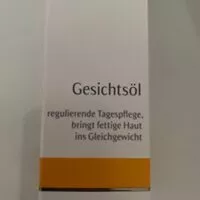 Gesichtsöl
regulierende Tagespflege,
bringt fettige Haut
ins Gleichgewicht